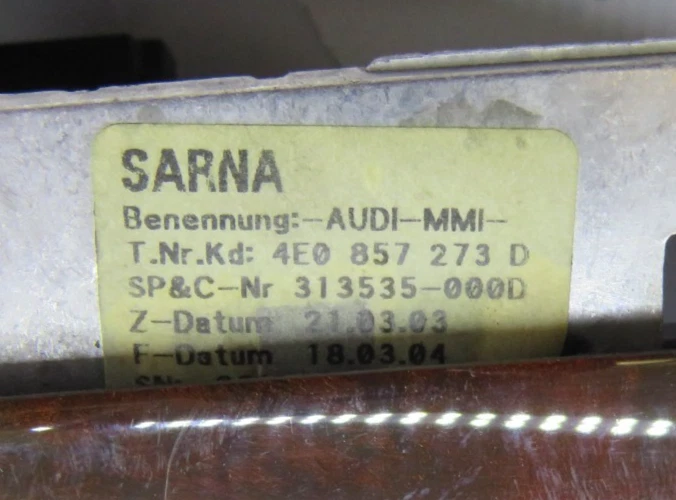 SARNA
Benennung:-AUDI-MMI-
T.Nr.Kd: 4E0 857 273 D
SP&C-Nr 313535-000D
Z-Datum 21.03.03
F-Datum 18.03.04